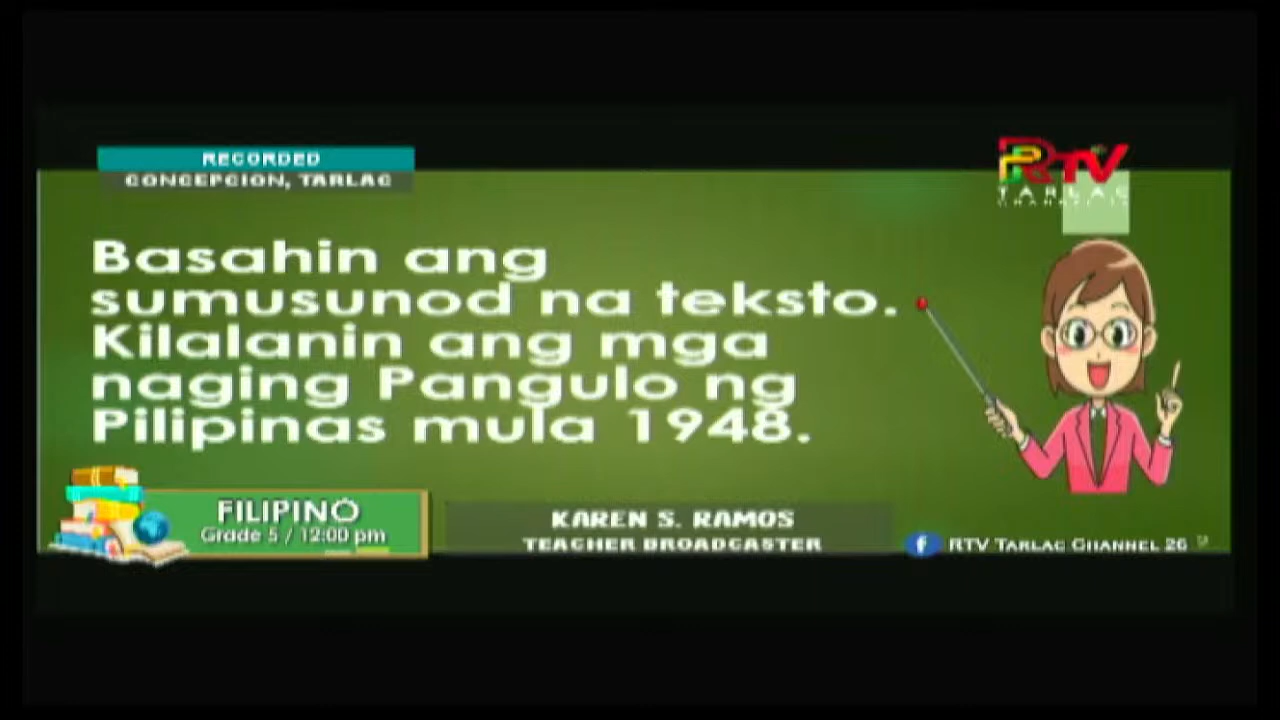 RECORDED
CONCEPCION, TARLAC
RTV
TARLAC
Basahin ang
sumusunod na teksto.
Kilalanin ang mga
naging Pangulo ng
Pilipinas mula 1948.
FILIPINO
Grade 5 / 12:00 pm
KAREN S. RAMOS
TEACHER BROADCASTER
f RTV TARLAC CHANNEL 26